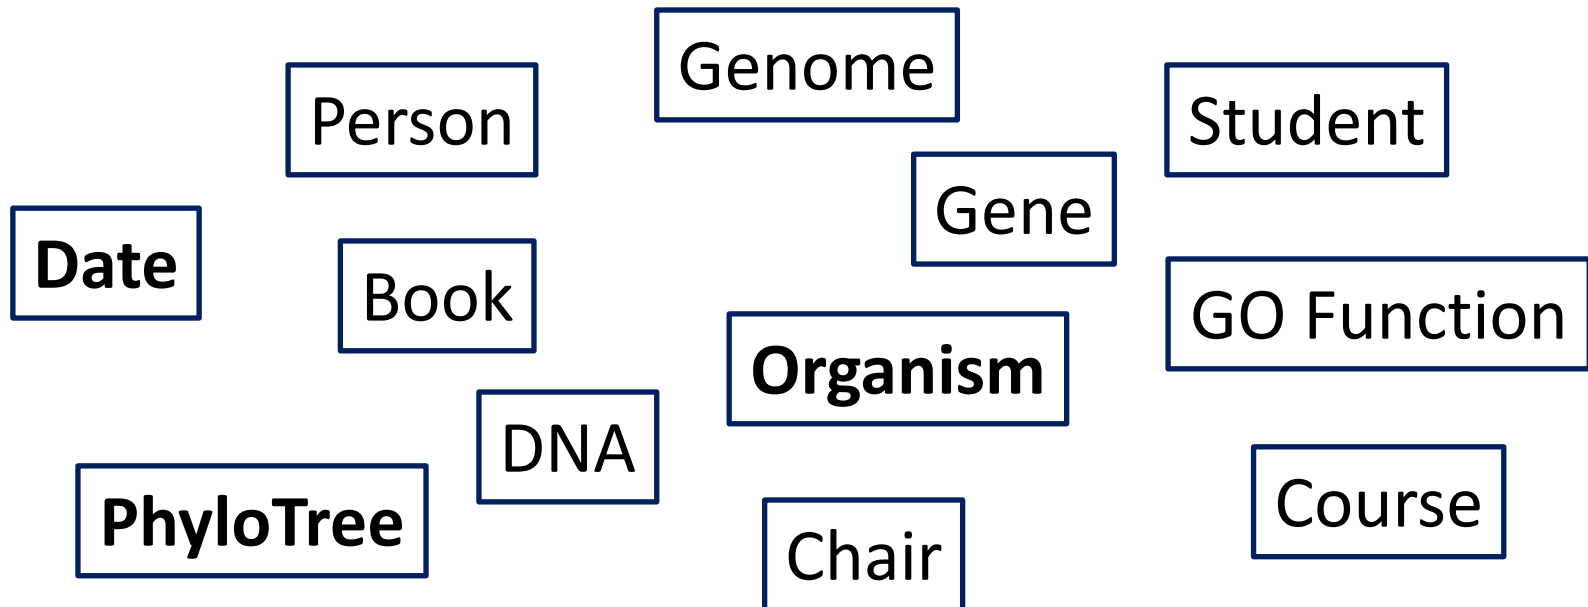 Genome
Person
Student
Gene
Date
Book
GO Function
Organism
DNA
Course
PhyloTree
Chair